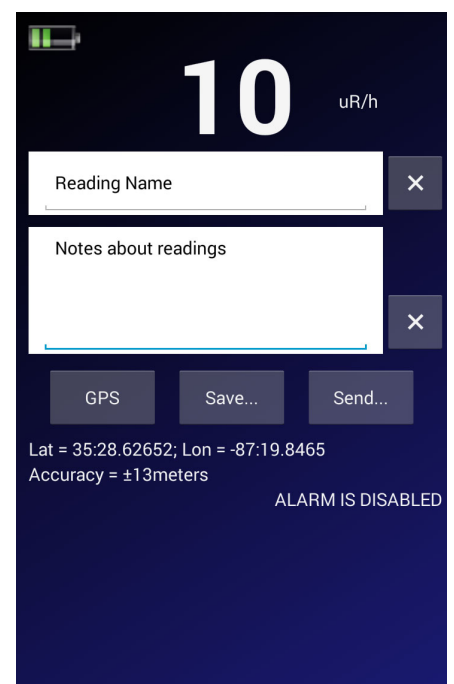 10 uR/h
Reading Name
×
Notes about readings
×
GPS Save... Send...
Lat = 35:28.62652; Lon = -87:19.8465
Accuracy = ±13meters
ALARM IS DISABLED